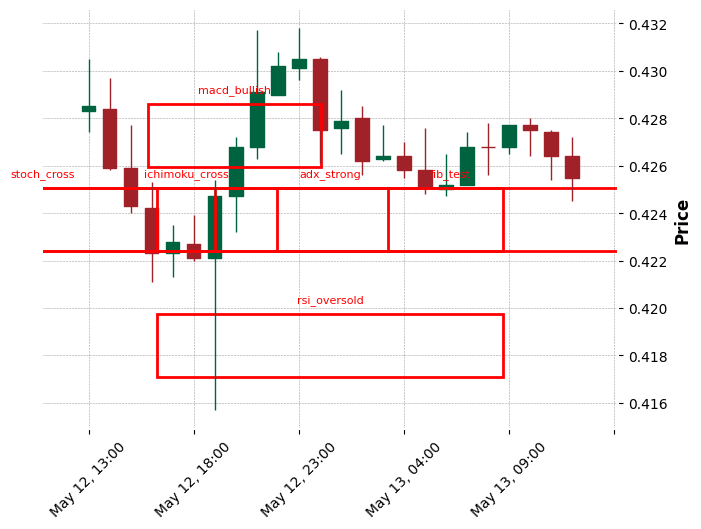 0.432
0.430
macd_bullish
0.428
0.426
stoch_cross
ichimoku_cross
adx_strong
fib_test
0.424
Price
0.422
0.420
rsi_oversold
0.418
0.416
May 12, 13:00
May 12, 18:00
May 12, 23:00
May 13, 04:00
May 13, 09:00